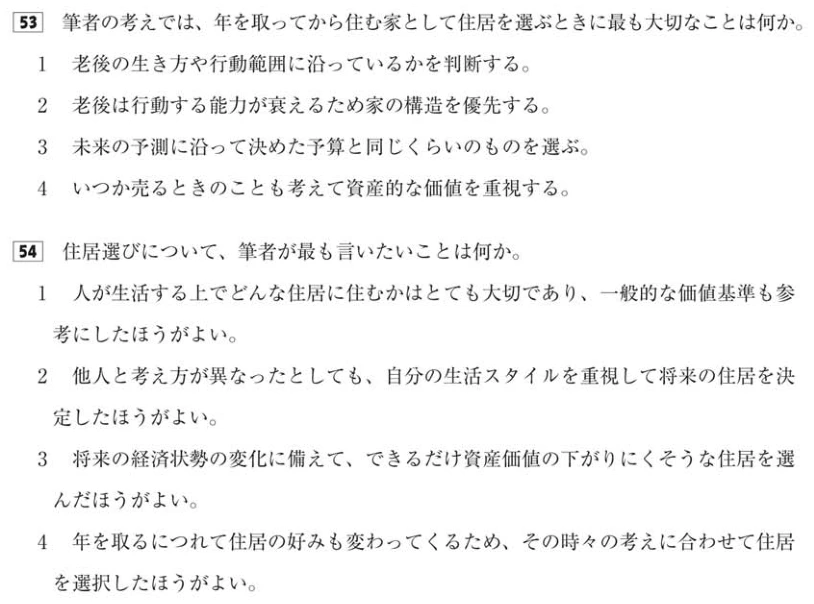 53 筆者の考えでは、年を取ってから住む家として住居を選ぶときに最も大切なことは何か。
1 老後の生き方や行動範囲に沿っているかを判断する。
2 老後は行動する能力が衰えるため家の構造を優先する。
3 未来の予測に沿って決めた予算と同じくらいのものを選ぶ。
4 いつか売るときのことも考えて資産的な価値を重視する。
54 住居選びについて、筆者が最も言いたいことは何か。
1 人が生活する上でどんな住居に住むかはとても大切であり、一般的な価値基準も参
考にしたほうがよい。
2 他人と考え方が異なったとしても、自分の生活スタイルを重視して将来の住居を決
定したほうがよい。
3 将来の経済状勢の変化に備えて、できるだけ資産価値の下がりにくそうな住居を選
んだほうがよい。
4 年を取るにつれて住居の好みも変わってくるため、その時々の考えに合わせて住居
を選択したほうがよい。